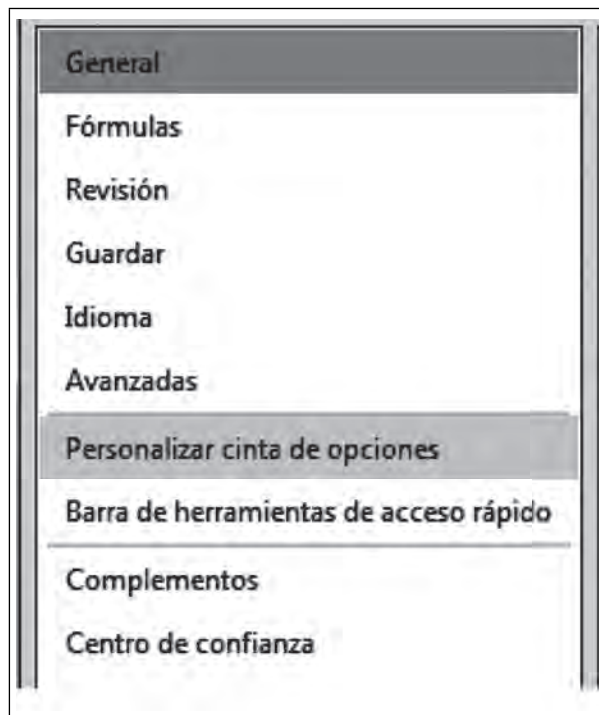 General
Fórmulas
Revisión
Guardar
Idioma
Avanzadas
Personalizar cinta de opciones
Barra de herramientas de acceso rápido
Complementos
Centro de confianza